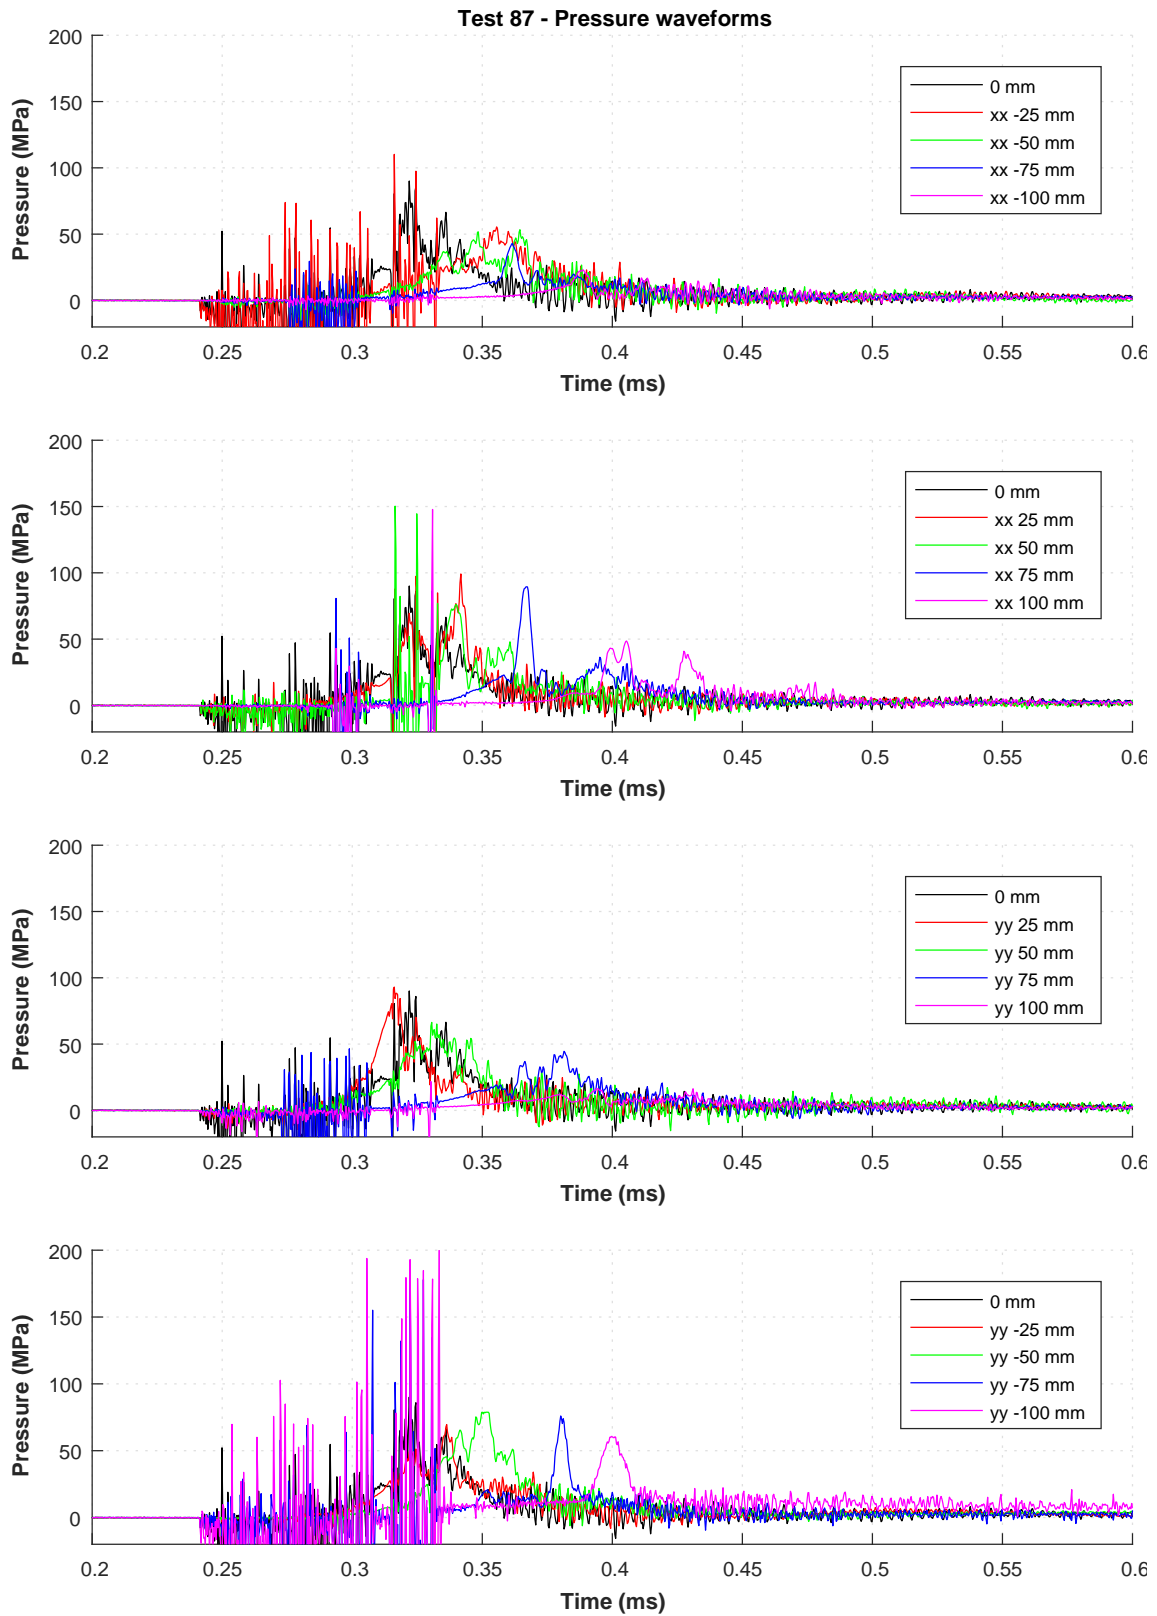 Test 87 - Pressure waveforms
200
150
100
50
0
Pressure (MPa)
0 mm
xx -25 mm
xx -50 mm
xx -75 mm
xx -100 mm
0.2 0.25 0.3 0.35 0.4 0.45 0.5 0.55 0.6
Time (ms)
200
150
100
50
0
Pressure (MPa)
0 mm
xx 25 mm
xx 50 mm
xx 75 mm
xx 100 mm
0.2 0.25 0.3 0.35 0.4 0.45 0.5 0.55 0.6
Time (ms)
200
150
100
50
0
Pressure (MPa)
0 mm
yy 25 mm
yy 50 mm
yy 75 mm
yy 100 mm
0.2 0.25 0.3 0.35 0.4 0.45 0.5 0.55 0.6
Time (ms)
200
150
100
50
0
Pressure (MPa)
0 mm
yy -25 mm
yy -50 mm
yy -75 mm
yy -100 mm
0.2 0.25 0.3 0.35 0.4 0.45 0.5 0.55 0.6
Time (ms)